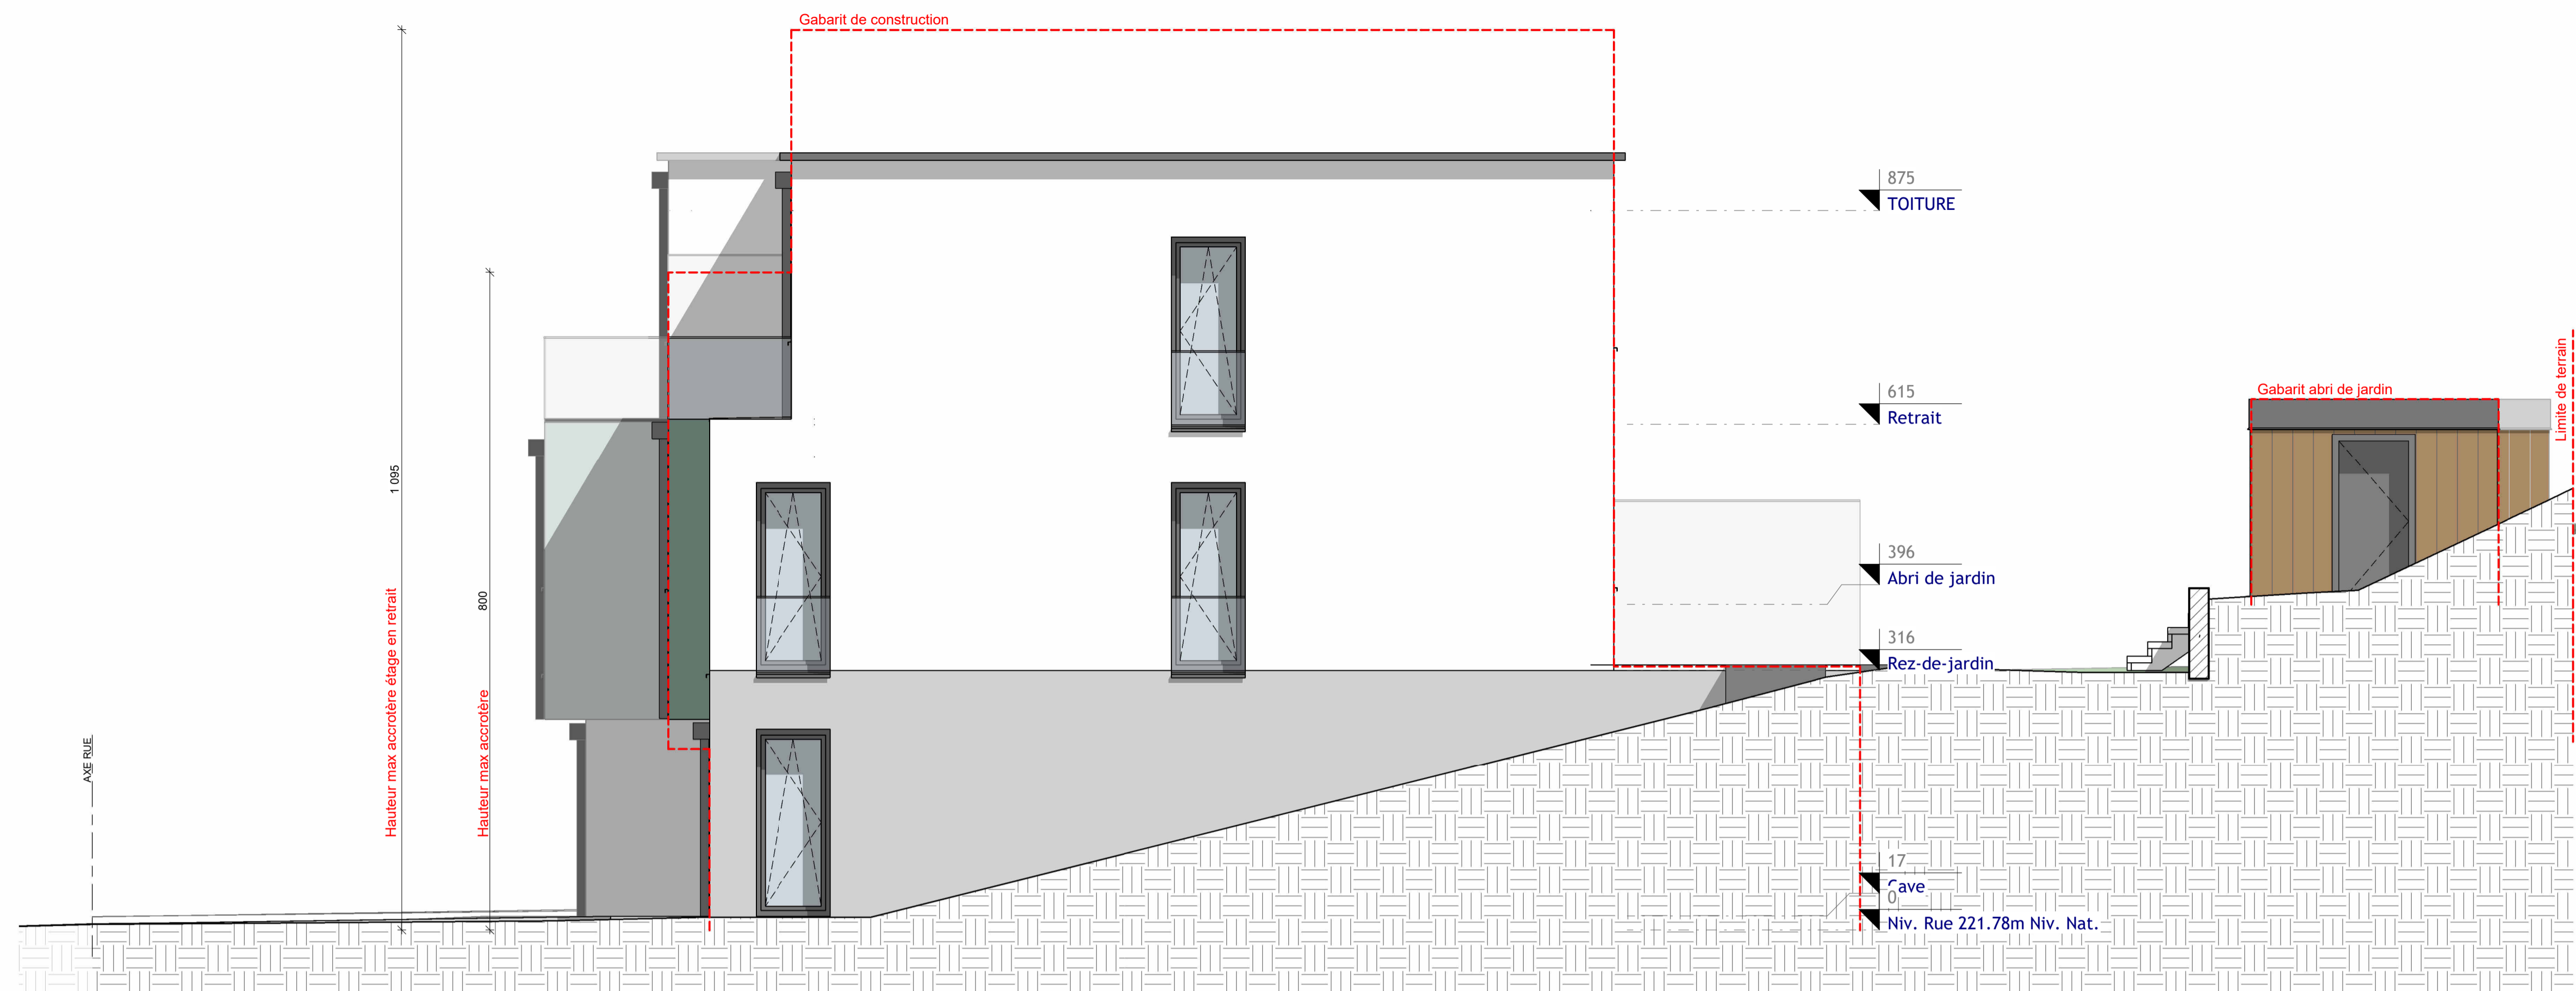 Gabarit de construction
875
TOITURE
615
Retrait
Gabarit abri de jardin
Limite de terrain
1 095
Hauteur max accrotère étage en retrait
800
Hauteur max accrotère
396
Abri de jardin
316
Rez-de-jardin
AXE RUE
17
Cave
0
Niv. Rue 221.78m Niv. Nat.